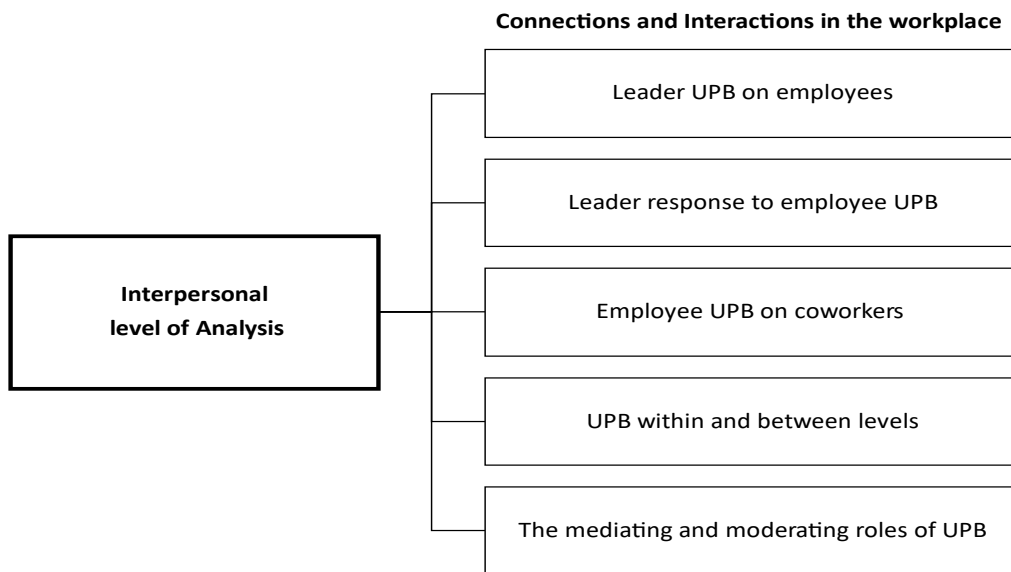 Connections and Interactions in the workplace
Leader UPB on employees
Leader response to employee UPB
Interpersonal
level of Analysis
Employee UPB on coworkers
UPB within and between levels
The mediating and moderating roles of UPB